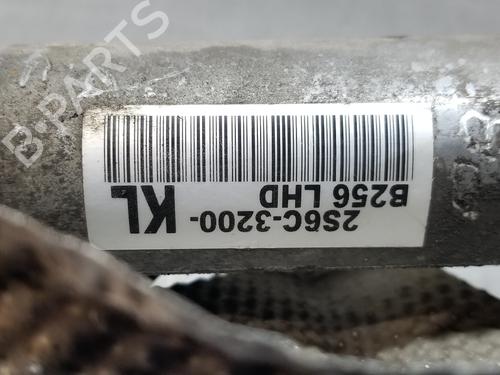 2S6C-3200-
KL
B256 LHD
B-PARTS